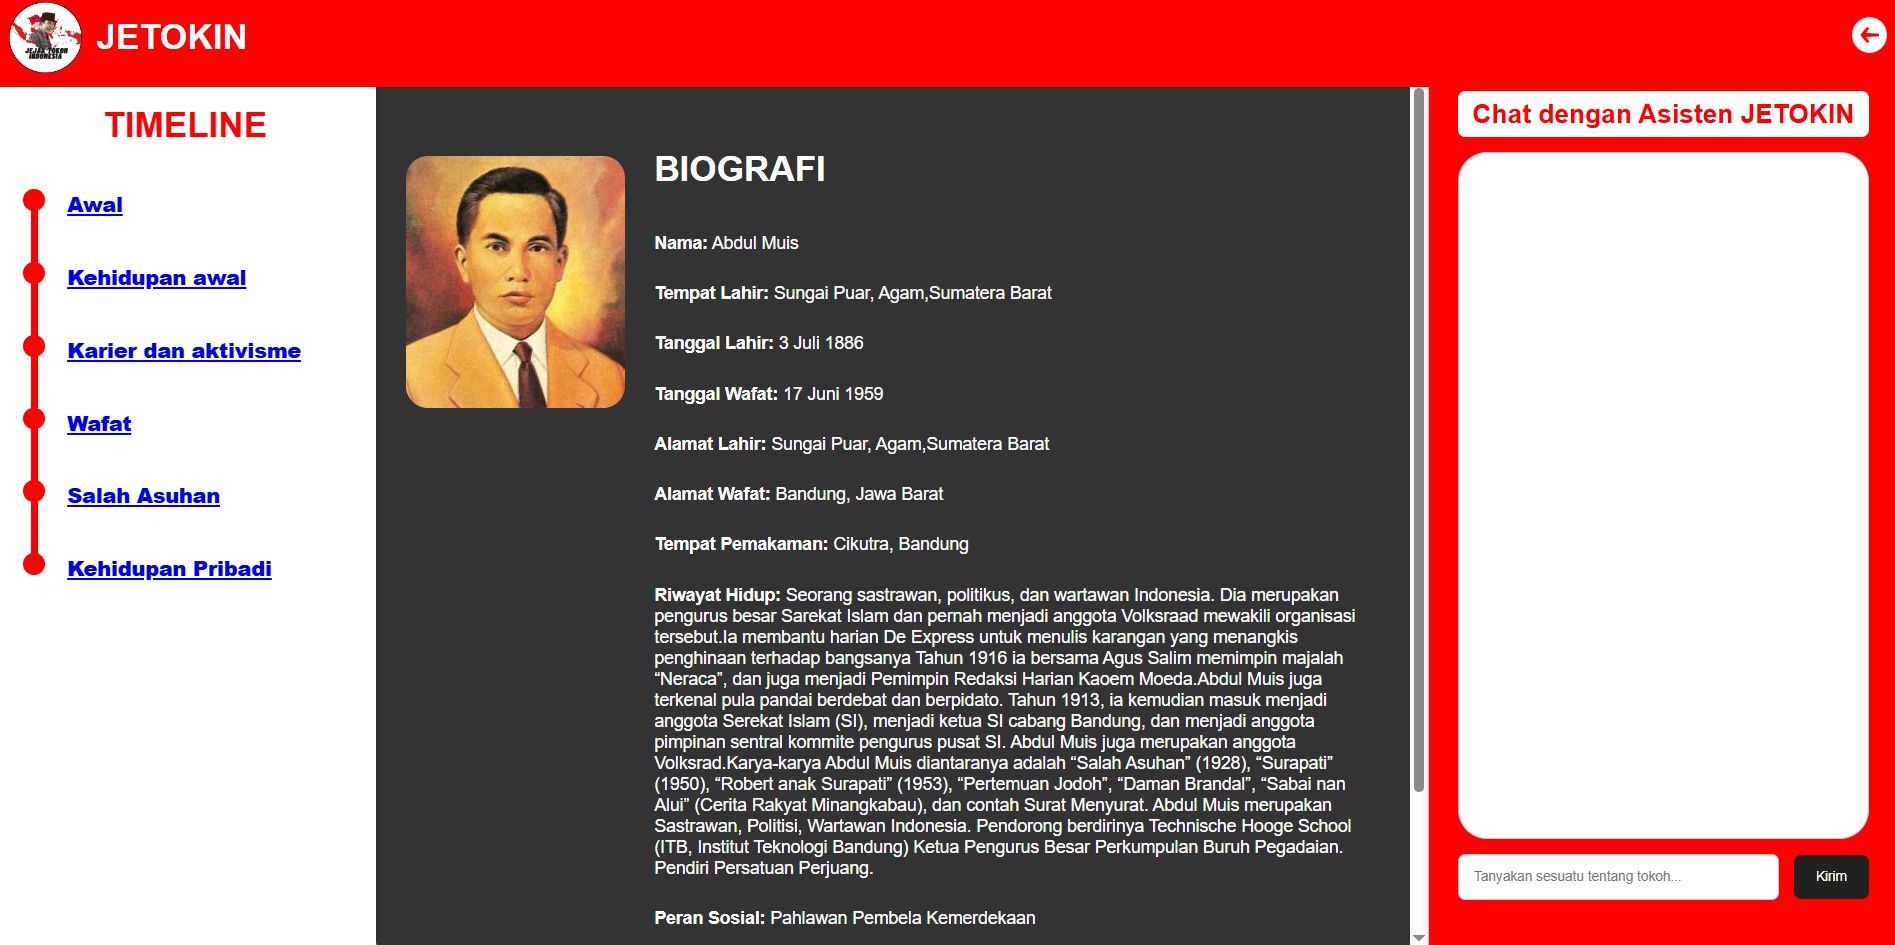 JEJAK TOKOH
INDONESIA
JETOKIN
TIMELINE
Awal
Kehidupan awal
Karier dan aktivisme
Wafat
Salah Asuhan
Kehidupan Pribadi
BIOGRAFI
Nama: Abdul Muis
Tempat Lahir: Sungai Puar, Agam,Sumatera Barat
Tanggal Lahir: 3 Juli 1886
Tanggal Wafat: 17 Juni 1959
Alamat Lahir: Sungai Puar, Agam,Sumatera Barat
Alamat Wafat: Bandung, Jawa Barat
Tempat Pemakaman: Cikutra, Bandung
Riwayat Hidup: Seorang sastrawan, politikus, dan wartawan Indonesia. Dia merupakan
pengurus besar Sarekat Islam dan pernah menjadi anggota Volksraad mewakili organisasi
tersebut.Ia membantu harian De Express untuk menulis karangan yang menangkis
penghinaan terhadap bangsanya Tahun 1916 ia bersama Agus Salim memimpin majalah
“Neraca”, dan juga menjadi Pemimpin Redaksi Harian Kaoem Moeda.Abdul Muis juga
terkenal pula pandai berdebat dan berpidato. Tahun 1913, ia kemudian masuk menjadi
anggota Serekat Islam (SI), menjadi ketua SI cabang Bandung, dan menjadi anggota
pimpinan sentral kommite pengurus pusat SI. Abdul Muis juga merupakan anggota
Volksrad.Karya-karya Abdul Muis diantaranya adalah “Salah Asuhan” (1928), “Surapati”
(1950), “Robert anak Surapati” (1953), “Pertemuan Jodoh”, “Daman Brandal”, “Sabai nan
Alui” (Cerita Rakyat Minangkabau), dan contah Surat Menyurat. Abdul Muis merupakan
Sastrawan, Politisi, Wartawan Indonesia. Pendorong berdirinya Technische Hooge School
(ITB, Institut Teknologi Bandung) Ketua Pengurus Besar Perkumpulan Buruh Pegadaian.
Pendiri Persatuan Perjuang.
Peran Sosial: Pahlawan Pembela Kemerdekaan
Chat dengan Asisten JETOKIN
Tanyakan sesuatu tentang tokoh...
Kirim